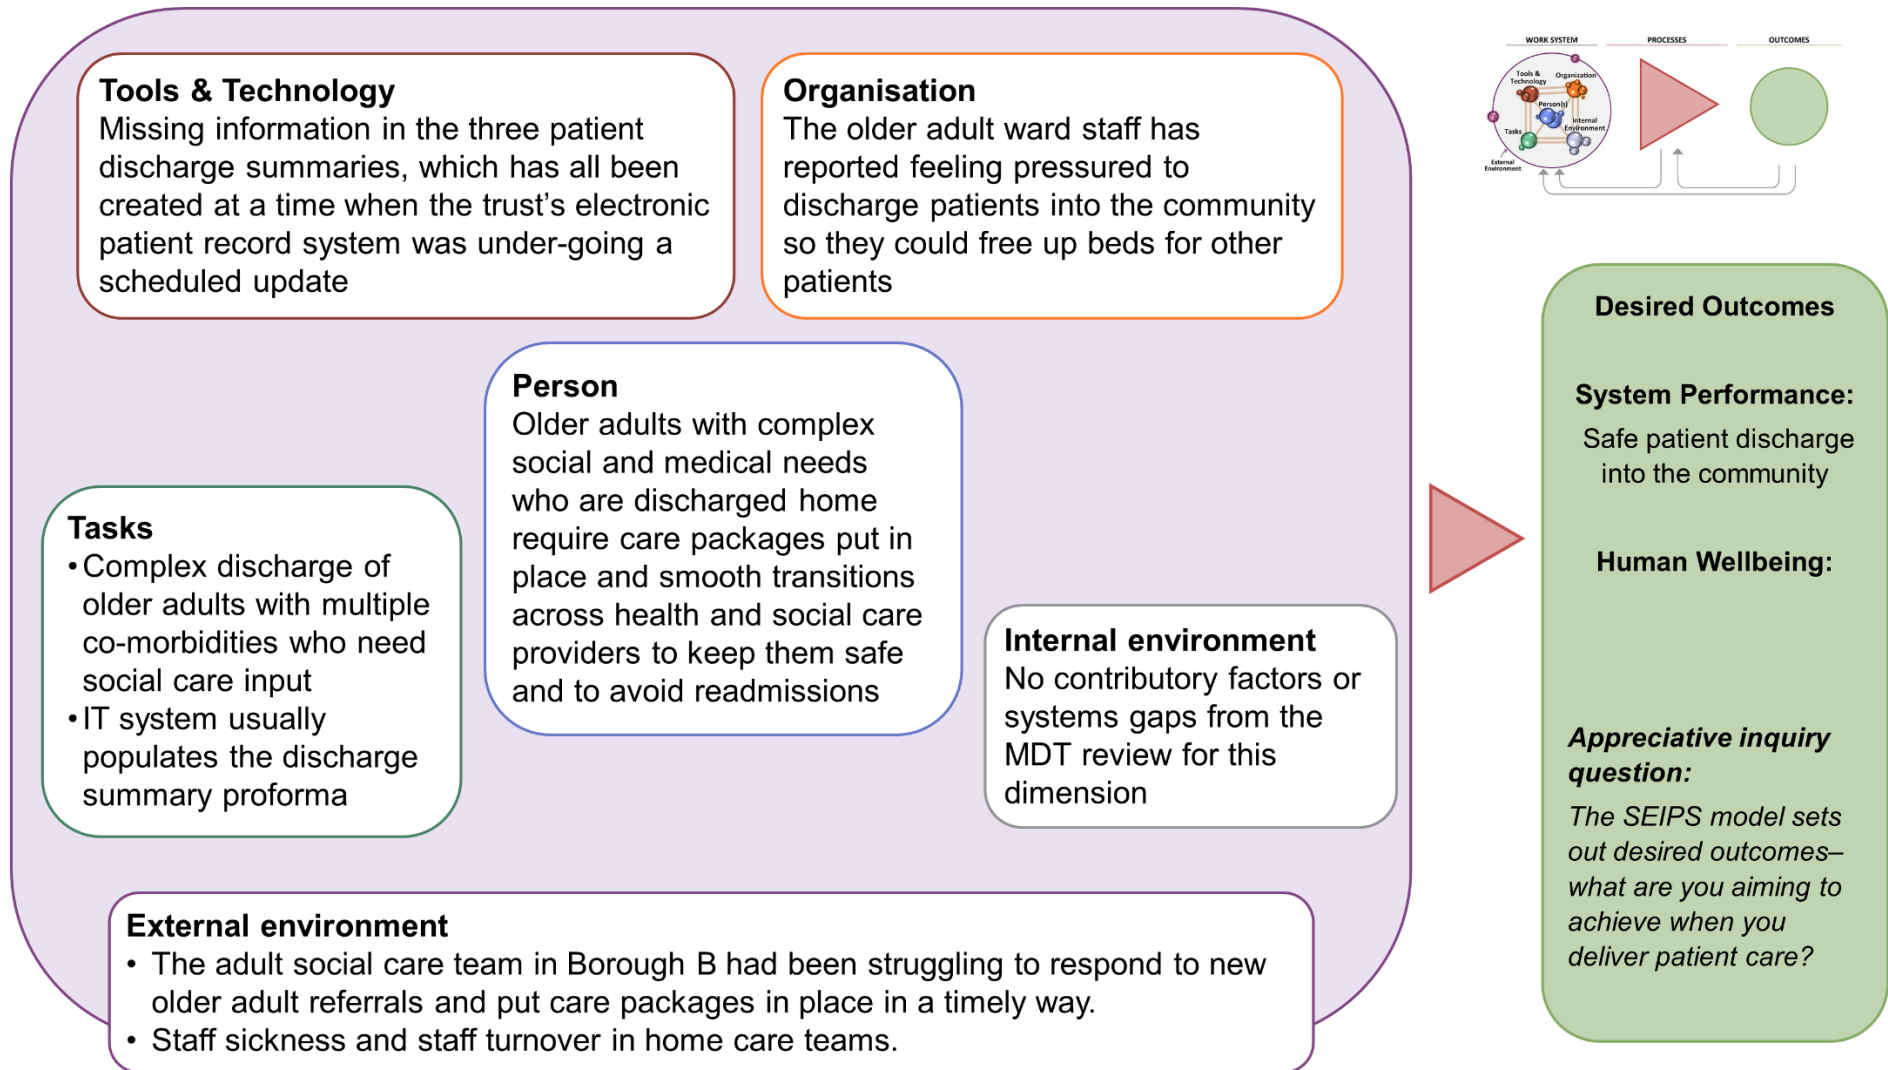 Tools & Technology
Missing information in the three patient
discharge summaries, which has all been
created at a time when the trust's electronic
patient record system was under-going a
scheduled update
Organisation
The older adult ward staff has
reported feeling pressured to
discharge patients into the community
so they could free up beds for other
patients
Person
Older adults with complex
social and medical needs
who are discharged home
require care packages put in
place and smooth transitions
across health and social care
providers to keep them safe
and to avoid readmissions
Tasks
• Complex discharge of
older adults with multiple
co-morbidities who need
social care input
• IT system usually
populates the discharge
summary proforma
Internal environment
No contributory factors or
systems gaps from the
MDT review for this
dimension
External environment
• The adult social care team in Borough B had been struggling to respond to new
older adult referrals and put care packages in place in a timely way.
• Staff sickness and staff turnover in home care teams.
WORK SYSTEM
PROCESSES
OUTCOMES
Tools &
Technology
Organization
Person(s)
Tasks
Internal
Environment
External
Environment
Desired Outcomes
System Performance:
Safe patient discharge
into the community
Human Wellbeing:
Appreciative inquiry
question:
The SEIPS model sets
out desired outcomes–
what are you aiming to
achieve when you
deliver patient care?